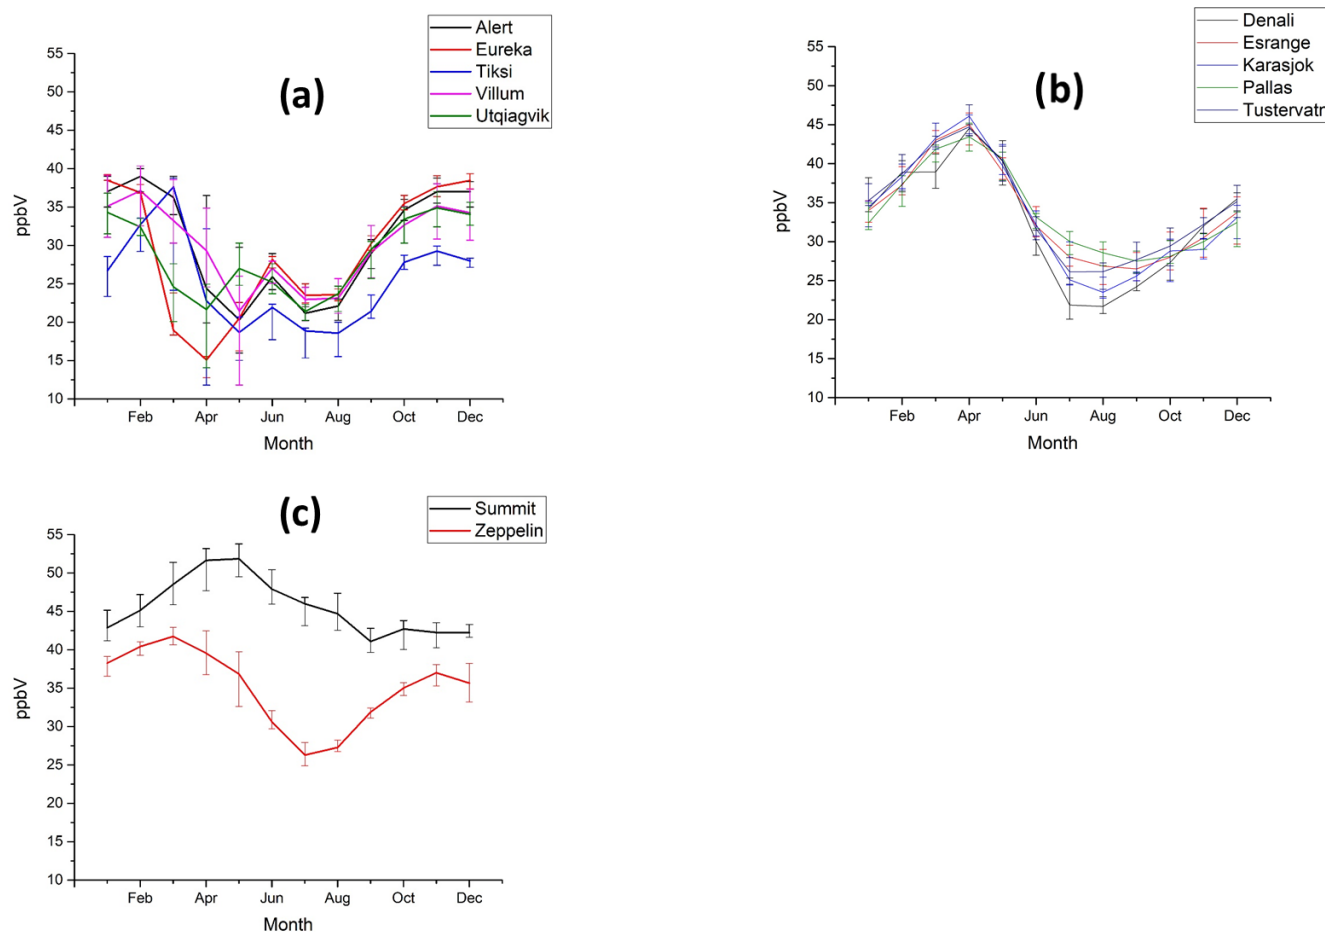 Alert
Eureka
Tiksi
Villum
Utqiagvik
(a)
55
50
45
40
35
30
25
20
15
10
ppbV
Feb Apr Jun Aug Oct Dec
Month
Denali
Esrange
Karasjok
Pallas
Tustervatn
(b)
55
50
45
40
35
30
25
20
15
10
ppbV
Feb Apr Jun Aug Oct Dec
Month
Summit
Zeppelin
(c)
55
50
45
40
35
30
25
20
15
10
ppbV
Feb Apr Jun Aug Oct Dec
Month